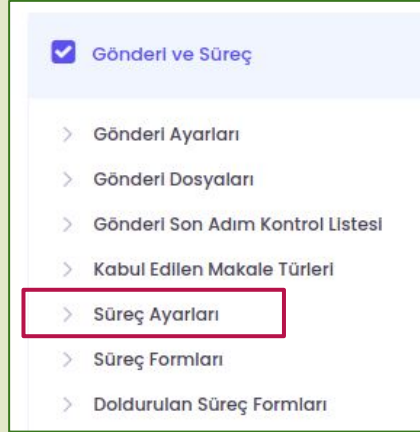 Gönderi ve Süreç
Gönderi Ayarları
Gönderi Dosyaları
Gönderi Son Adım Kontrol Listesi
Kabul Edilen Makale Türleri
Süreç Ayarları
Süreç Formları
Doldurulan Süreç Formları